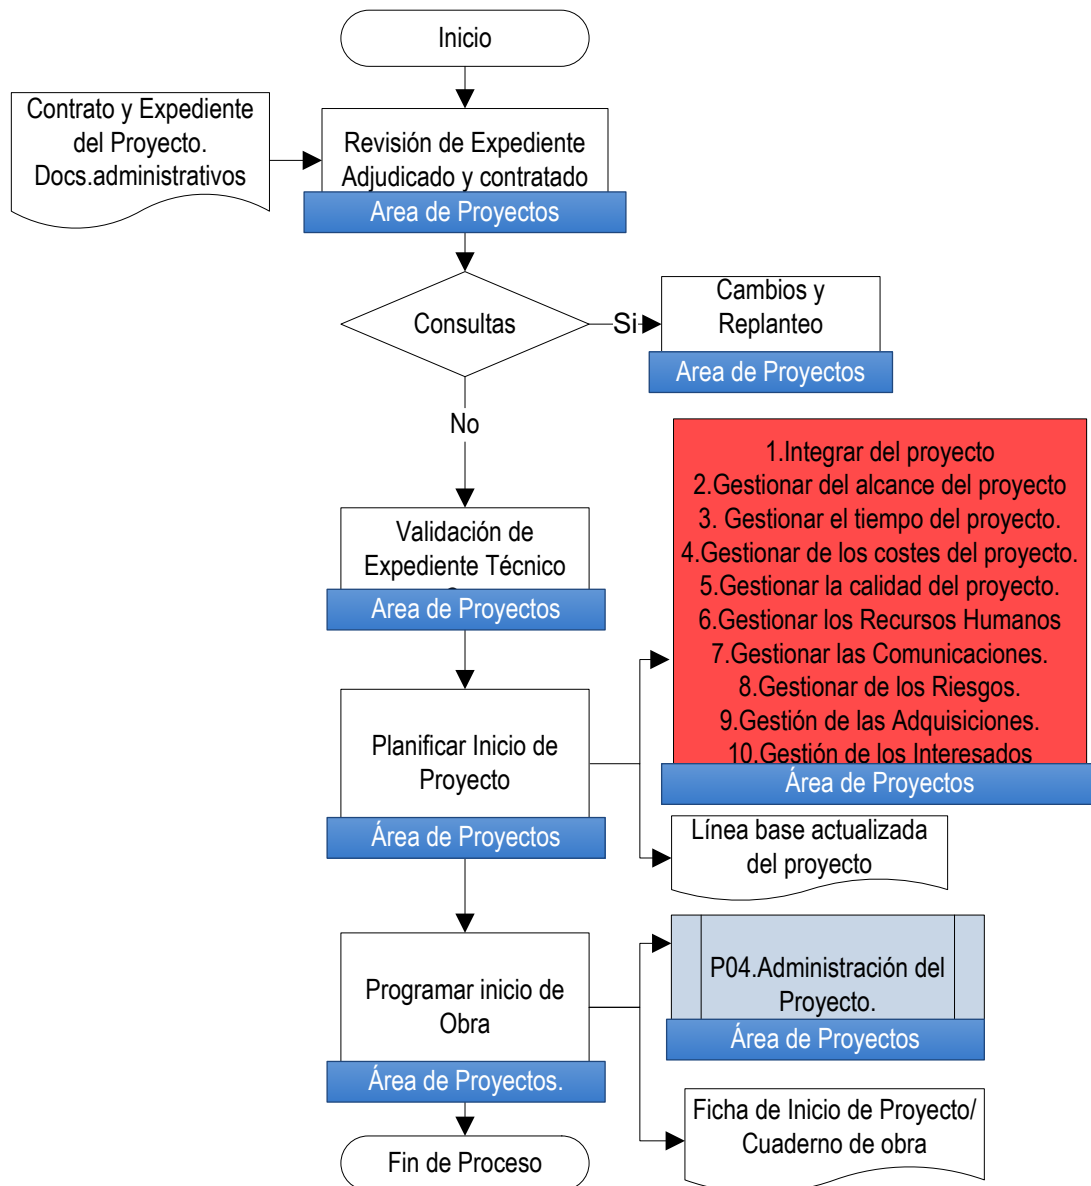 Inicio
Contrato y Expediente
del Proyecto.
Docs.administrativos
Revisión de Expediente
Adjudicado y contratado
Area de Proyectos
Consultas
Si
Cambios y
Replanteo
Area de Proyectos
No
Validación de
Expediente Técnico
Area de Proyectos
1.Integrar del proyecto
2.Gestionar del alcance del proyecto
3. Gestionar el tiempo del proyecto.
4.Gestionar de los costes del proyecto.
5.Gestionar la calidad del proyecto.
6.Gestionar los Recursos Humanos
7.Gestionar las Comunicaciones.
8.Gestionar de los Riesgos.
9.Gestión de las Adquisiciones.
10.Gestión de los Interesados
Área de Proyectos
Planificar Inicio de
Proyecto
Área de Proyectos
Línea base actualizada
del proyecto
Programar inicio de
Obra
Área de Proyectos.
P04.Administración del
Proyecto.
Área de Proyectos
Ficha de Inicio de Proyecto/
Cuaderno de obra
Fin de Proceso